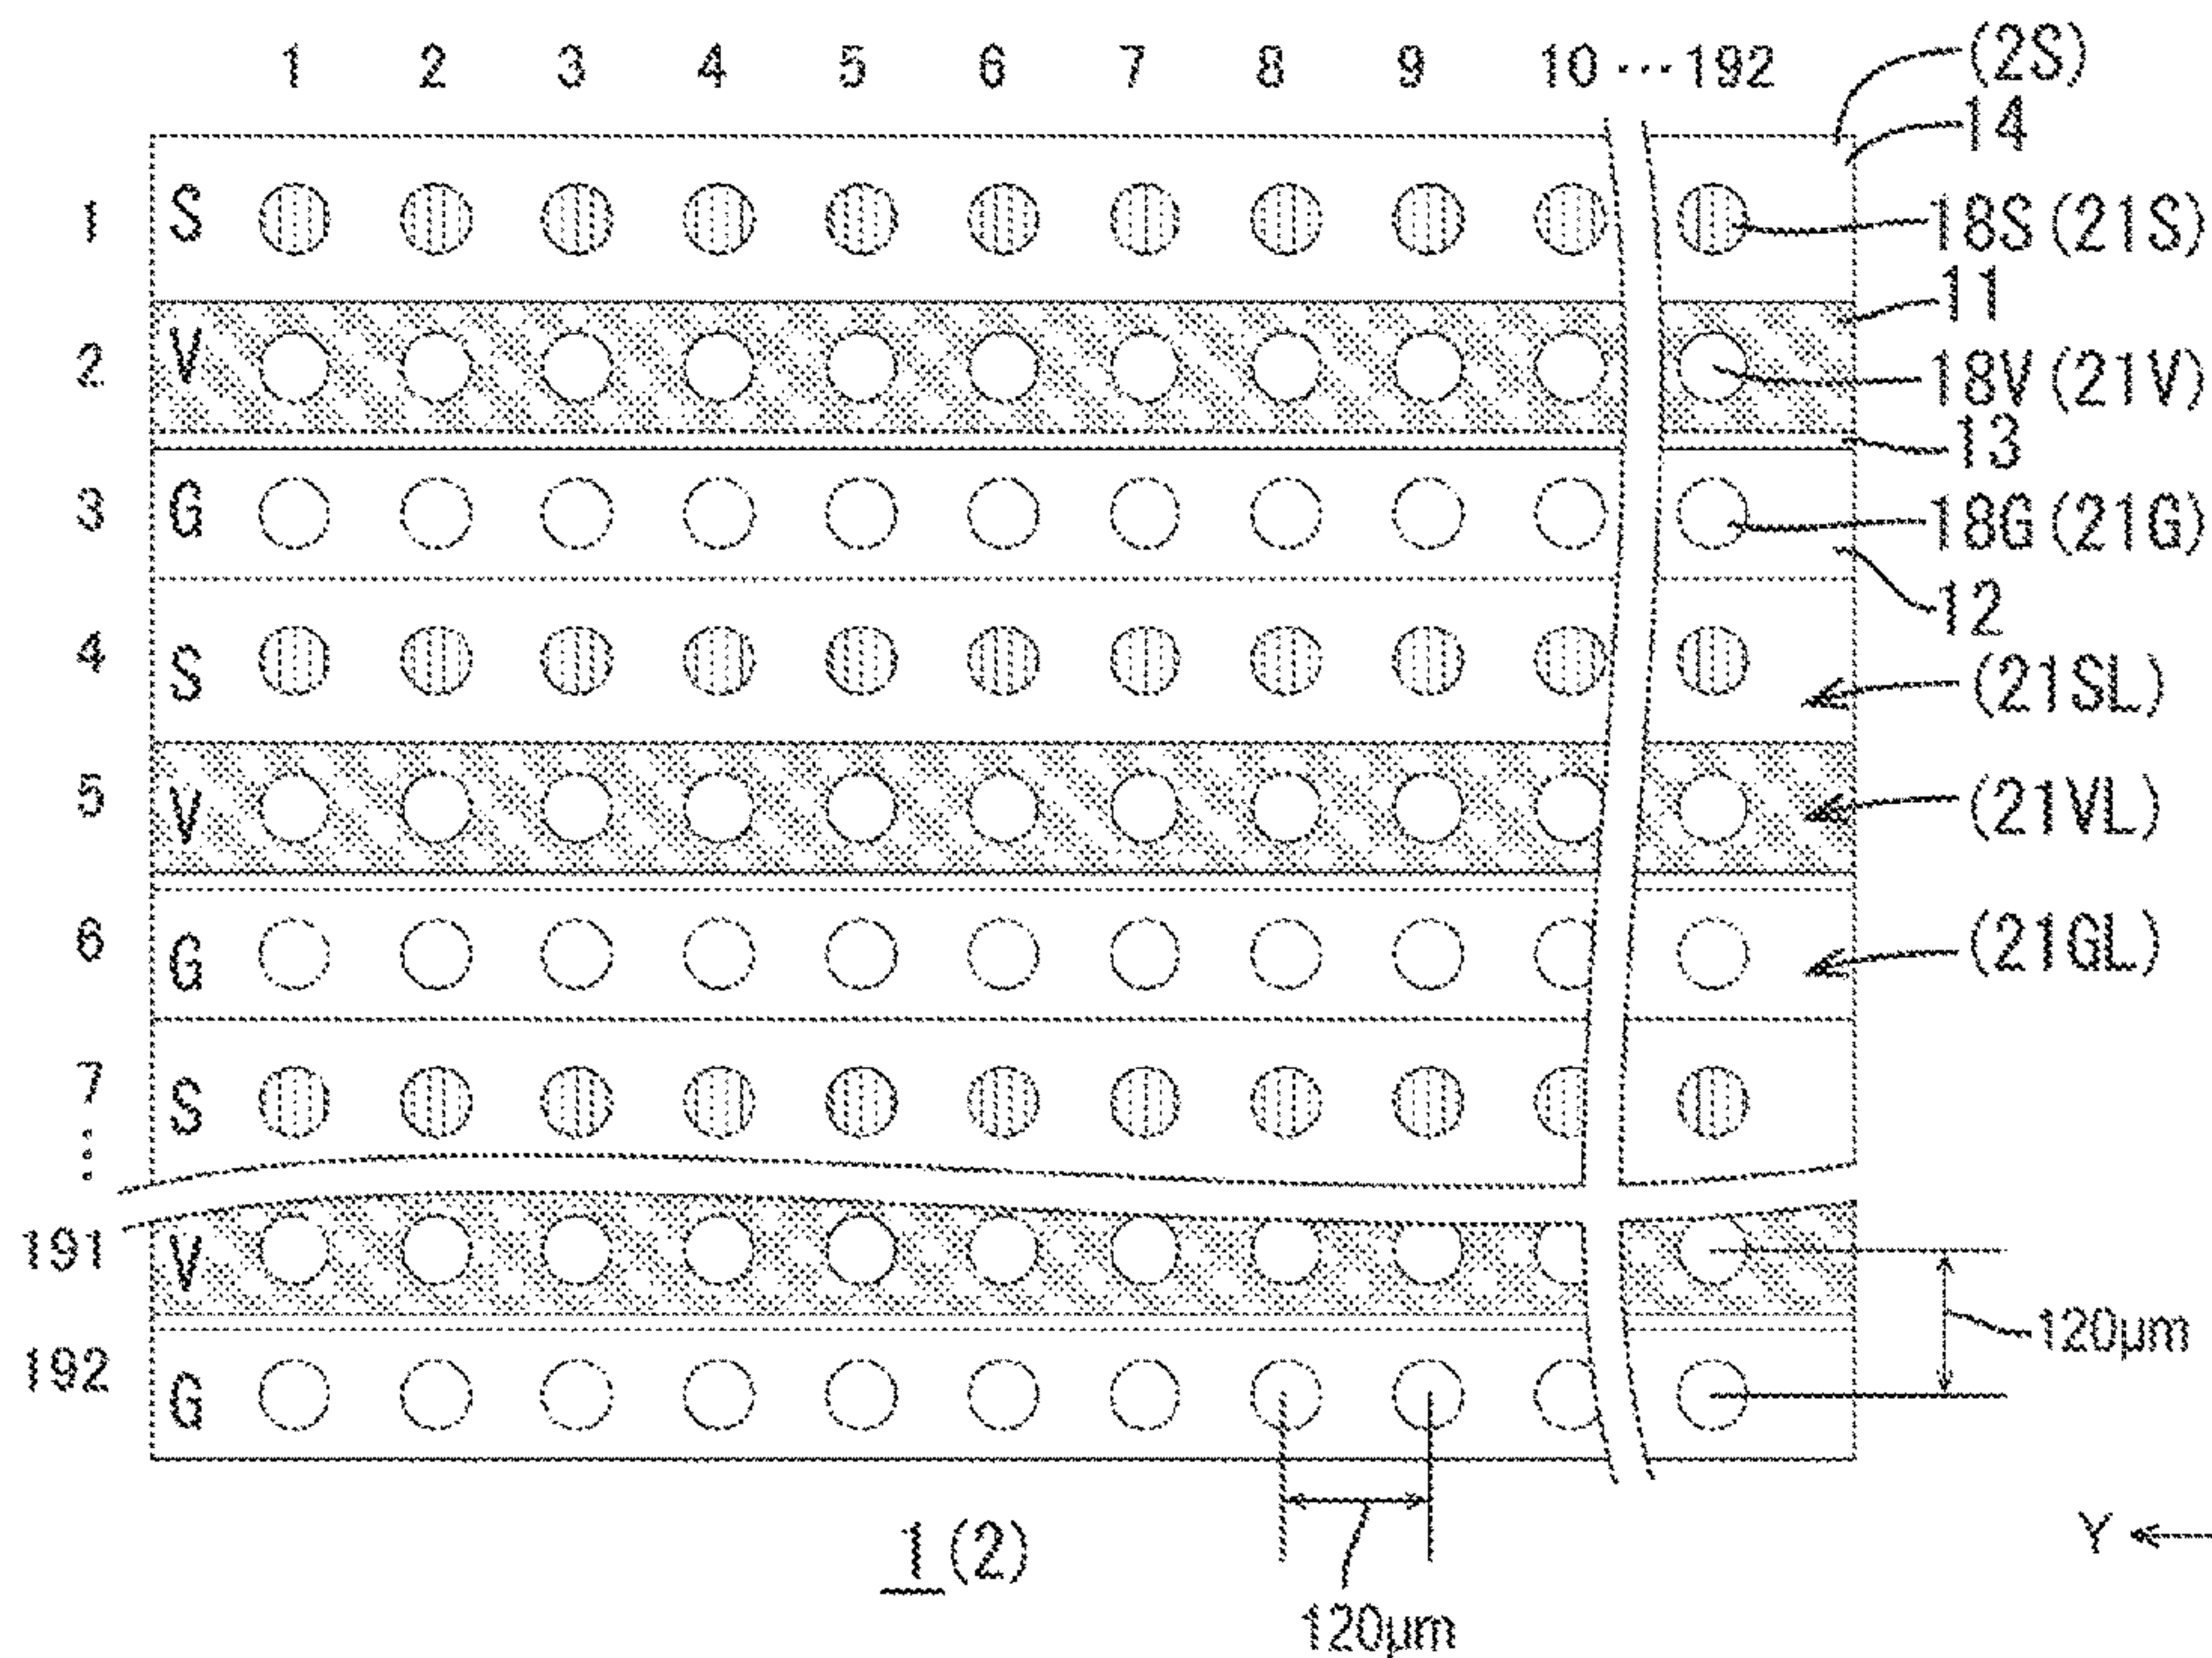 1 2 3 4 5 6 7 8 9 10 ··· 192
(2S)
14
1 S 18S (21S)
11
2 V 18V (21V)
13
3 G 18G (21G)
12
4 S (21SL)
5 V (21VL)
6 G (21GL)
7 S
⋮
191 V
120μm
192 G
1 (2)
120μm
Y ←